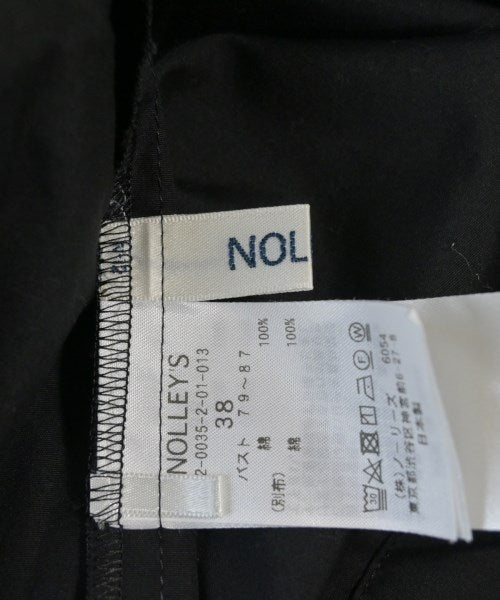 NOL
NOLLEY'S
2-0035-2-01-013
38
バスト 79～87
綿 100%
(別布) 綿 100%
(株)ノーリーズ 6054
東京都渋谷区神宮前6-27-8
日本製